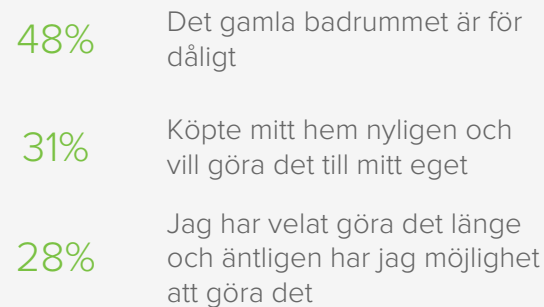 48%
Det gamla badrummet är för
dåligt
31%
Köpte mitt hem nyligen och
vill göra det till mitt eget
28%
Jag har velat göra det länge
och äntligen har jag möjlighet
att göra det